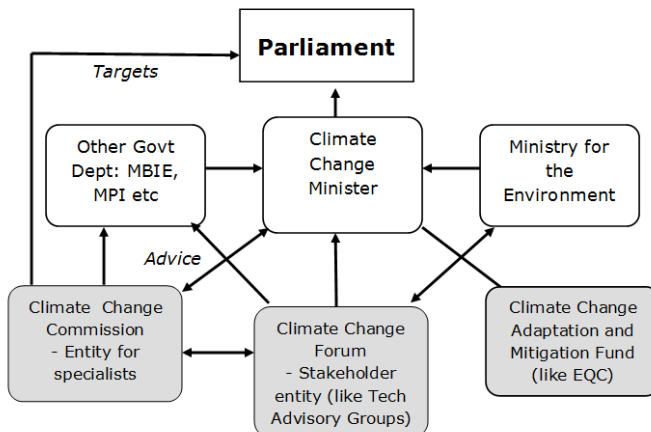 Parliament
Targets
Other Govt
Dept: MBIE,
MPI etc
Climate
Change
Minister
Ministry for
the
Environment
Advice
Climate Change
Commission
- Entity for
specialists
Climate Change
Forum
- Stakeholder
entity (like Tech
Advisory Groups)
Climate Change
Adaptation and
Mitigation Fund
(like EQC)